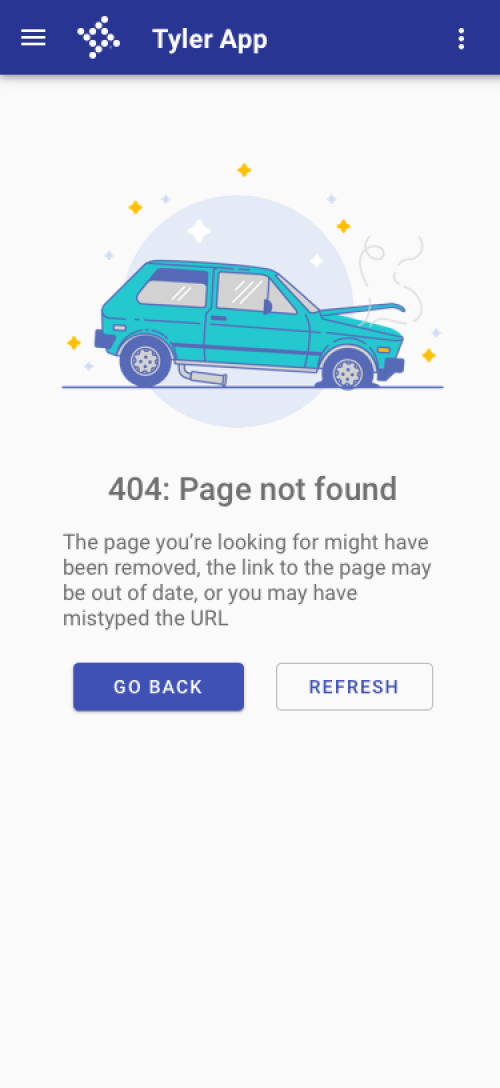 Tyler App
404: Page not found
The page you’re looking for might have
been removed, the link to the page may
be out of date, or you may have
mistyped the URL
GO BACK
REFRESH